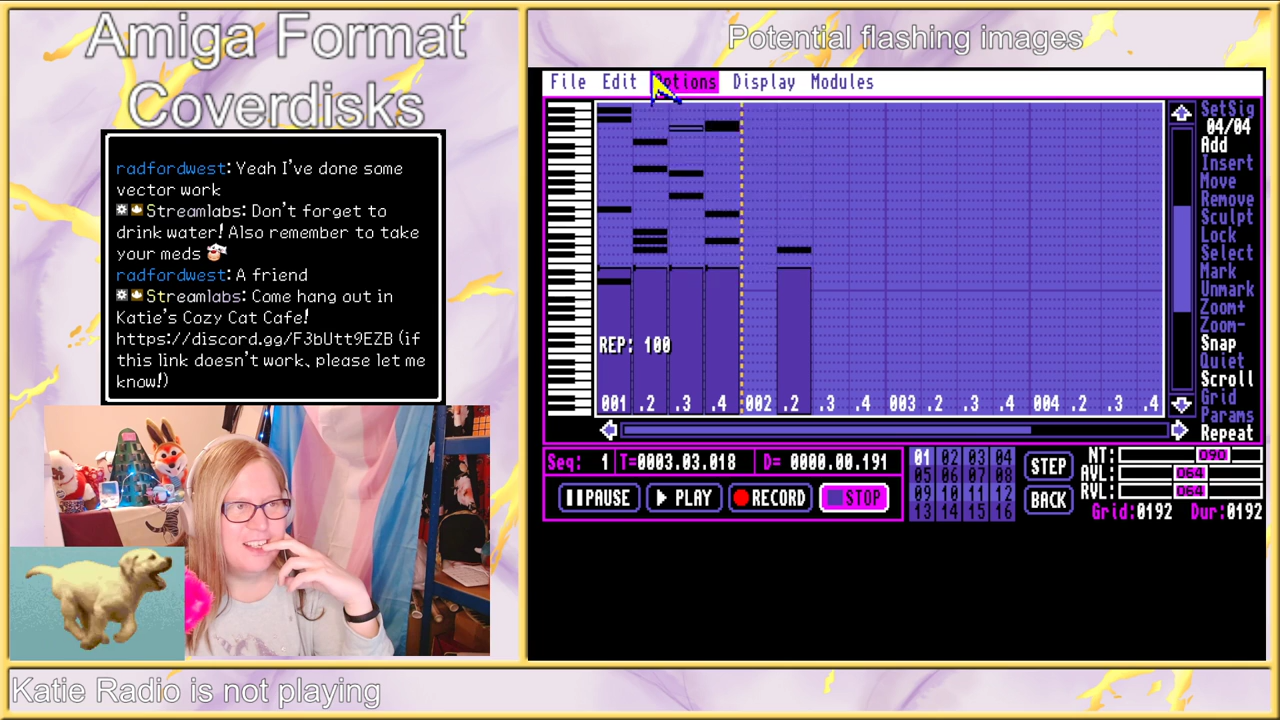 Amiga Format
Coverdisks
Potential flashing images
radfordwest: Yeah I've done some
vector work
Streamlabs: Don't forget to
drink water! Also remember to take
your meds
radfordwest: A friend
Streamlabs: Come hang out in
Katie's Cozy Cat Cafe!
https://discord.gg/F3bUtt9EZB (if
this link doesn't work, please let me
know!)
File Edit Options Display Modules
SetSig
04/04
Add
Insert
Move
Remove
Sculpt
Lock
Select
Mark
Unmark
Zoom+
Zoom-
Snap
Quiet
Scroll
Grid
Params
Repeat
REP: 100
001 .2 .3 .4 002 .2 .3 .4 003 .2 .3 .4 004 .2 .3 .4
Seq: 1 T=0003.03.018 D= 0000.00.191
PAUSE PLAY RECORD STOP
01 02 03 04
05 06 07 08
09 10 11 12
13 14 15 16
STEP
BACK
NT: 090
AVL: 064
RVL: 064
Grid:0192 Dur:0192
Katie Radio is not playing